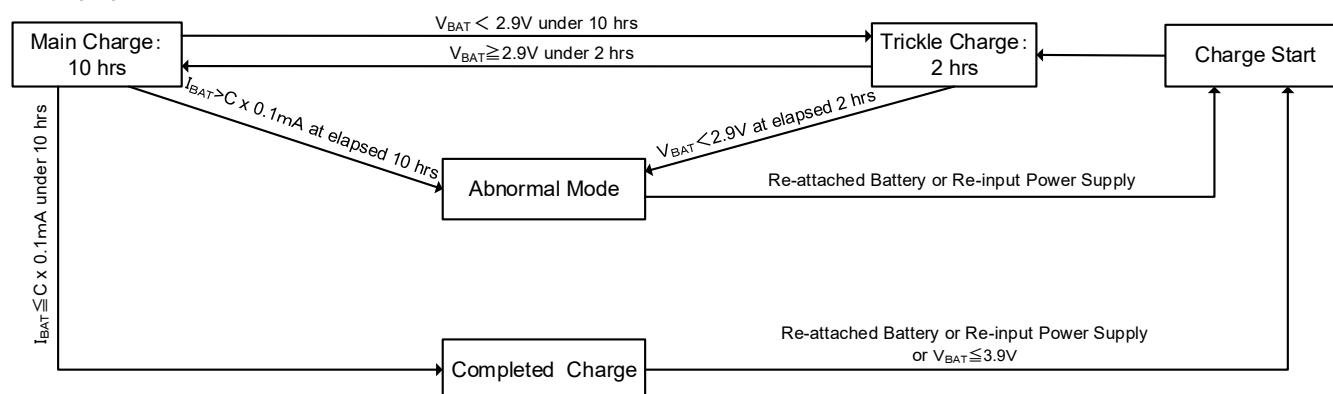 V_BAT < 2.9V under 10 hrs
Main Charge:
10 hrs
V_BAT≧2.9V under 2 hrs
Trickle Charge:
2 hrs
Charge Start
I_BAT>C x 0.1mA at elapsed 10 hrs
V_BAT<2.9V at elapsed 2 hrs
I_BAT≦C x 0.1mA under 10 hrs
Abnormal Mode
Re-attached Battery or Re-input Power Supply
Completed Charge
Re-attached Battery or Re-input Power Supply
or V_BAT≦3.9V